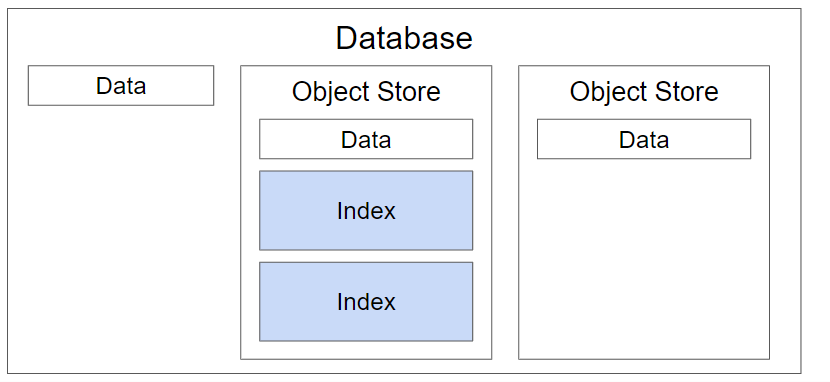 Database
Data
Object Store
Data
Index
Index
Object Store
Data